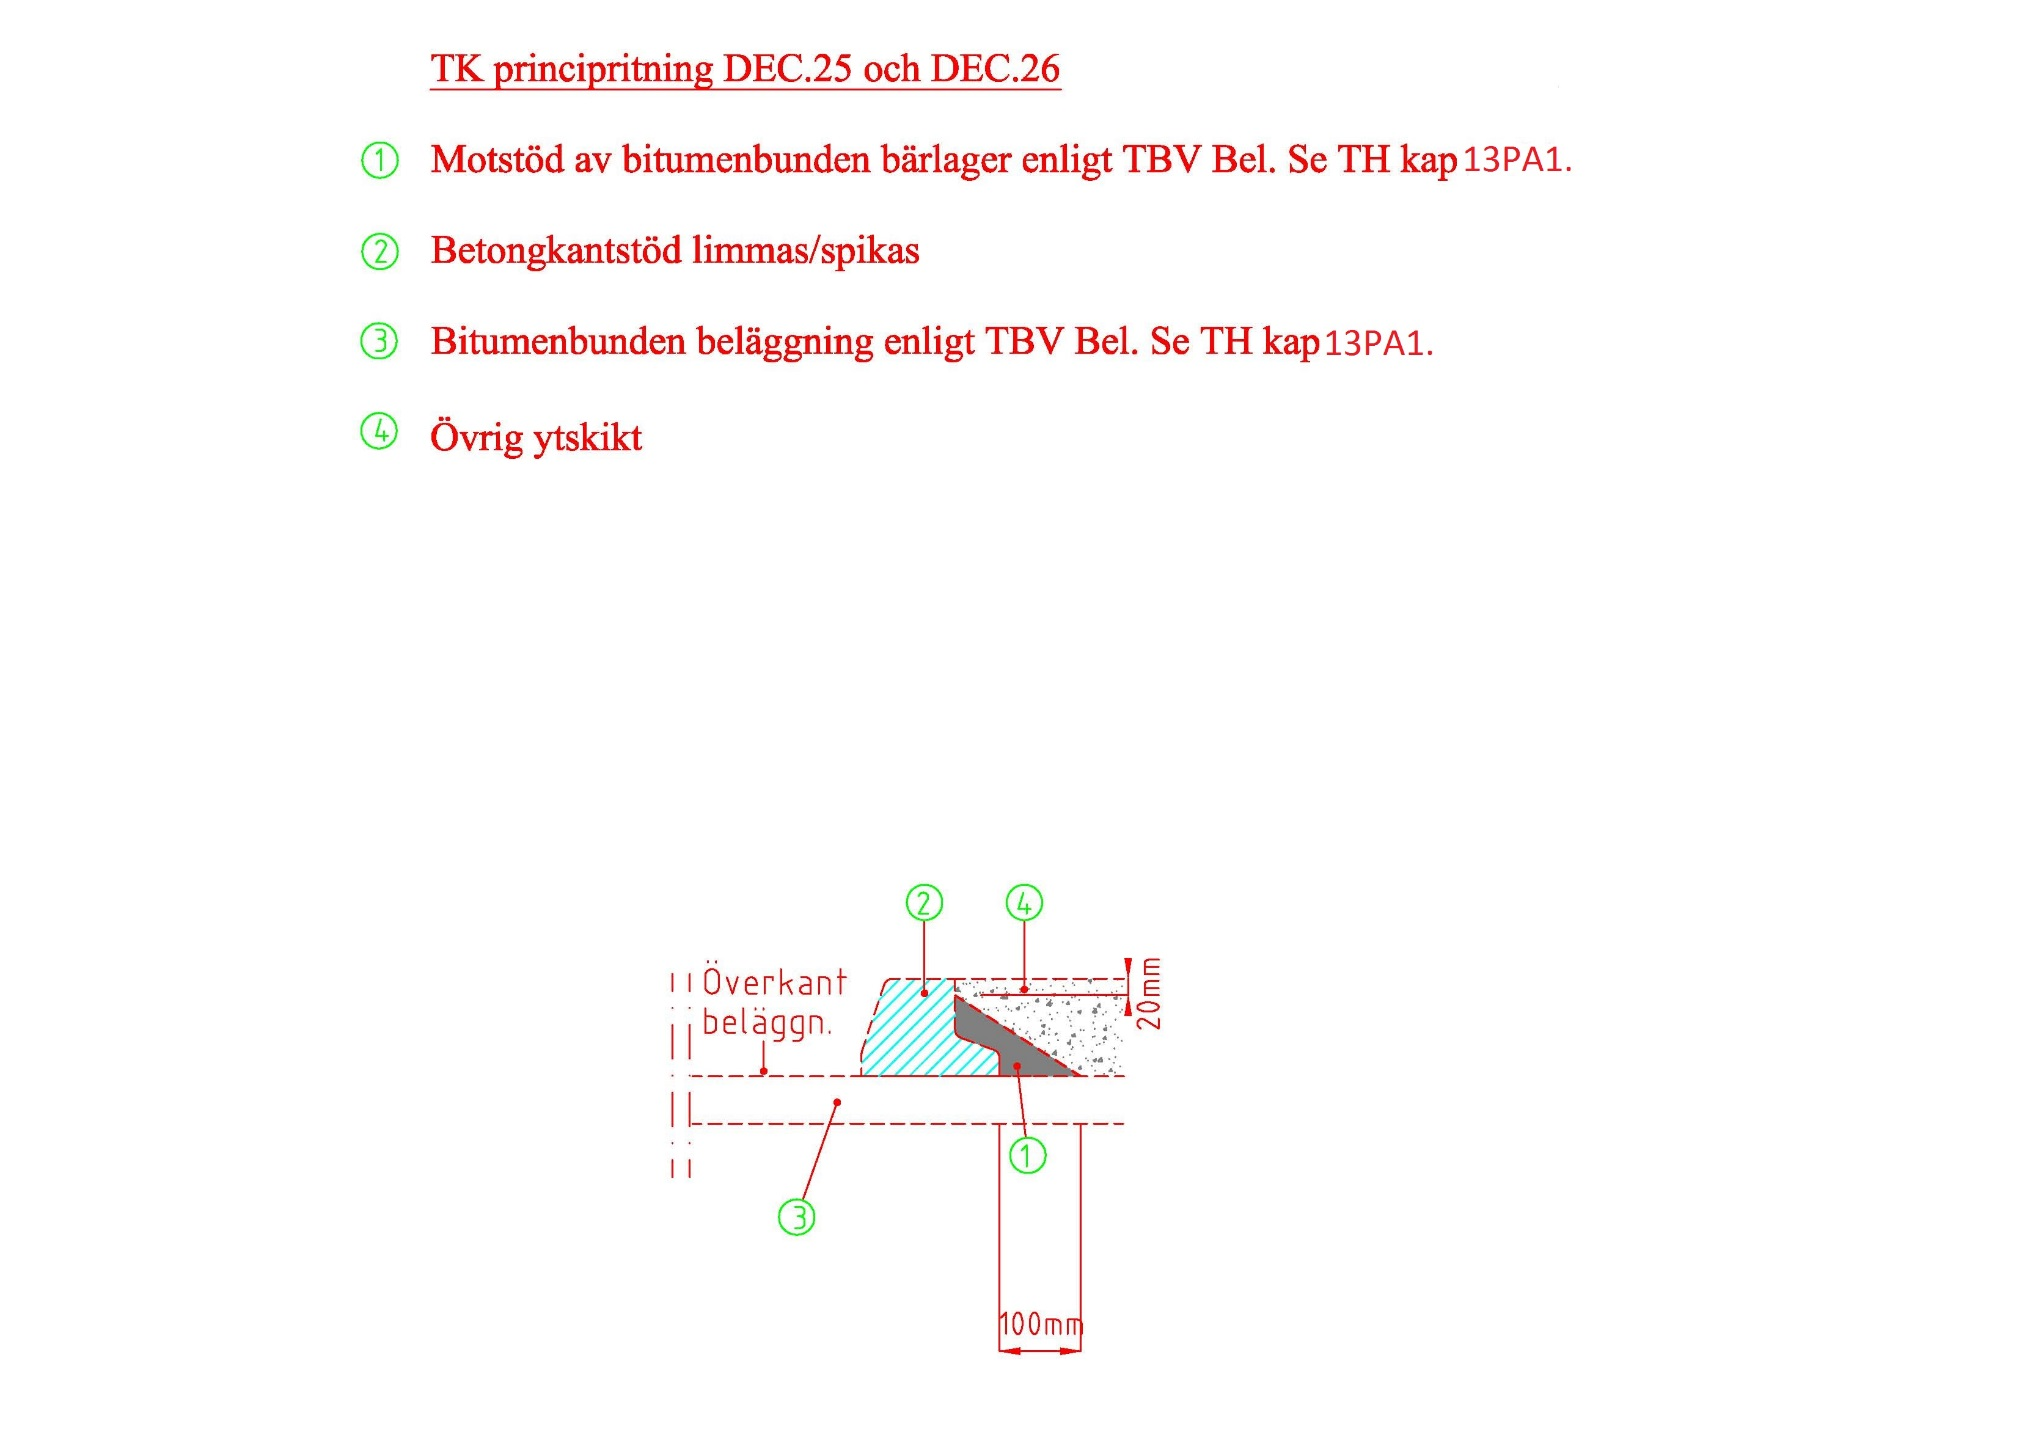 TK principritning DEC.25 och DEC.26
1 Motstöd av bitumenbunden bärlager enligt TBV Bel. Se TH kap 13PA1.
2 Betongkantstöd limmas/spikas
3 Bitumenbunden beläggning enligt TBV Bel. Se TH kap 13PA1.
4 Övrig ytskikt
2
4
Överkant
beläggn.
20mm
1
3
100mm